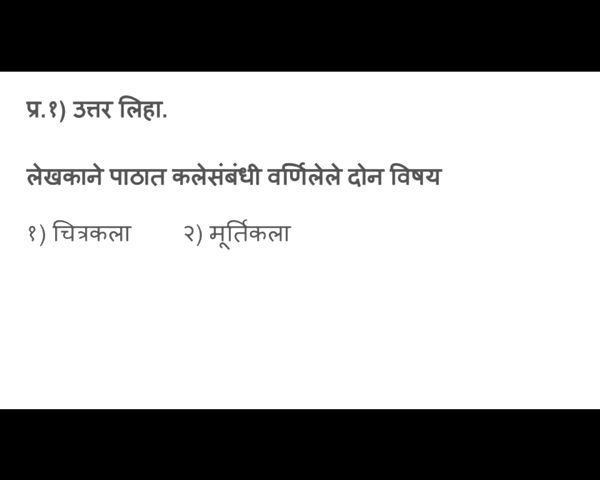 प्र.१) उत्तर लिहा.
लेखकाने पाठात कलेसंबंधी वर्णिलेले दोन विषय
१) चित्रकला २) मूर्तिकला